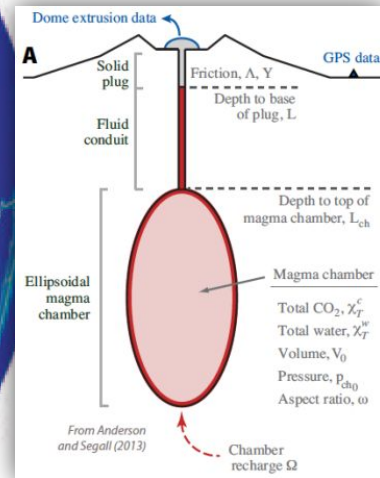 Dome extrusion data
A
GPS data
Solid
plug
Friction, Λ, Υ
Depth to base
of plug, L
Fluid
conduit
Depth to top of
magma chamber, L_ch
Ellipsoidal
magma
chamber
Magma chamber
Total CO₂, χ_T^c
Total water, χ_T^w
Volume, V₀
Pressure, p_ch₀
Aspect ratio, ω
From Anderson
and Segall (2013)
Chamber
recharge Ω